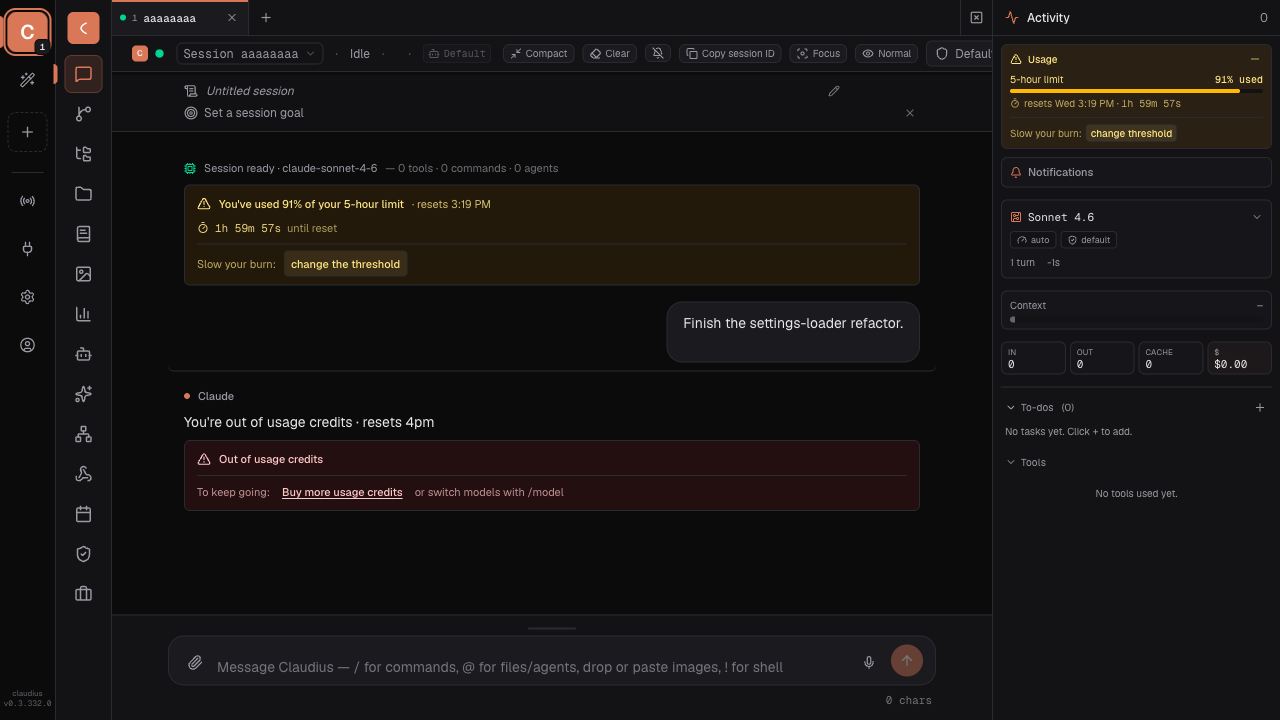 C
1
claudius
v0.3.332.0
1 aaaaaaaa
C
Session aaaaaaaa
· Idle · ·
Default
Compact
Clear
Copy session ID
Focus
Normal
Defaul
Untitled session
Set a session goal
Session ready · claude-sonnet-4-6 — 0 tools · 0 commands · 0 agents
You've used 91% of your 5-hour limit · resets 3:19 PM
1h 59m 57s until reset
Slow your burn: change the threshold
Finish the settings-loader refactor.
Claude
You're out of usage credits · resets 4pm
Out of usage credits
To keep going: Buy more usage credits or switch models with /model
Message Claudius — / for commands, @ for files/agents, drop or paste images, ! for shell
0 chars
Activity 0
Usage
5-hour limit 91% used
resets Wed 3:19 PM · 1h 59m 57s
Slow your burn: change threshold
Notifications
Sonnet 4.6
auto default
1 turn -1s
Context –
IN OUT CACHE $
0 0 0 $0.00
To-dos (0)
No tasks yet. Click + to add.
Tools
No tools used yet.